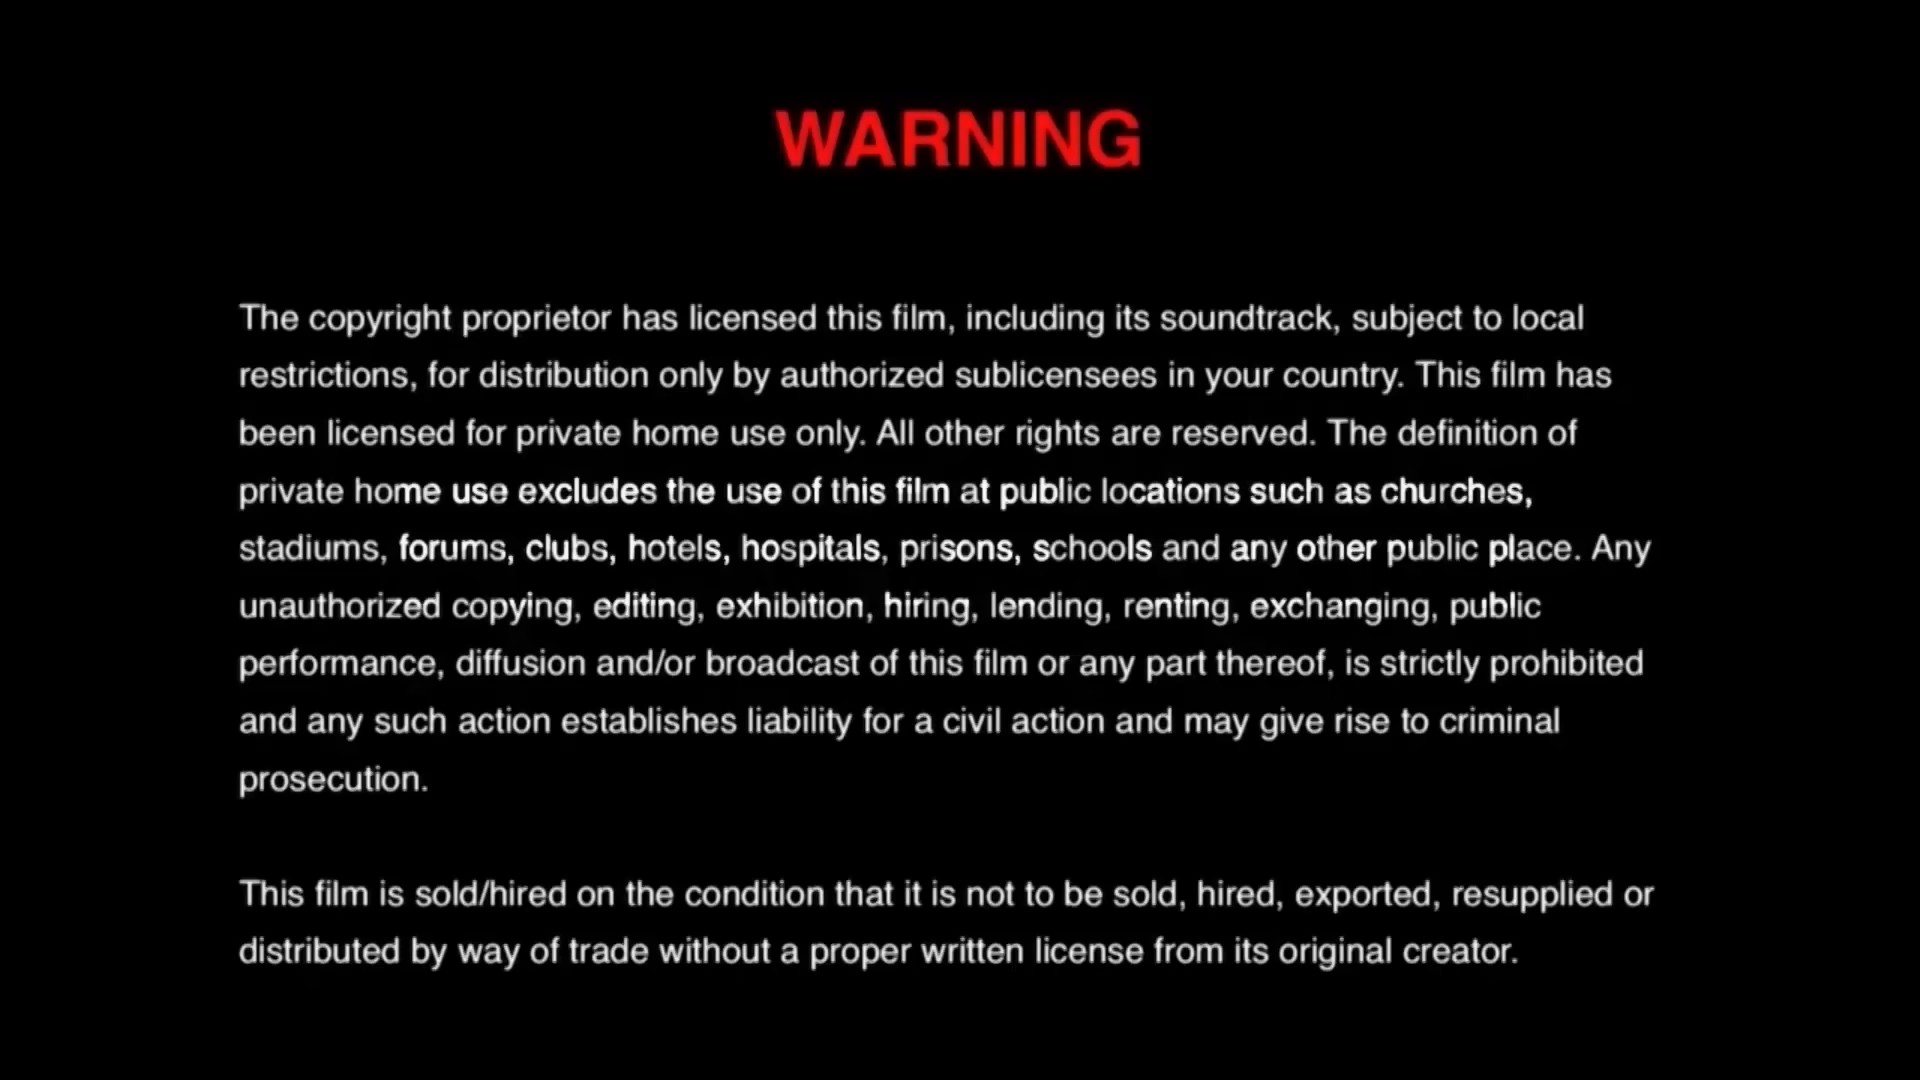 WARNING
The copyright proprietor has licensed this film, including its soundtrack, subject to local
restrictions, for distribution only by authorized sublicensees in your country. This film has
been licensed for private home use only. All other rights are reserved. The definition of
private home use excludes the use of this film at public locations such as churches,
stadiums, forums, clubs, hotels, hospitals, prisons, schools and any other public place. Any
unauthorized copying, editing, exhibition, hiring, lending, renting, exchanging, public
performance, diffusion and/or broadcast of this film or any part thereof, is strictly prohibited
and any such action establishes liability for a civil action and may give rise to criminal
prosecution.
This film is sold/hired on the condition that it is not to be sold, hired, exported, resupplied or
distributed by way of trade without a proper written license from its original creator.